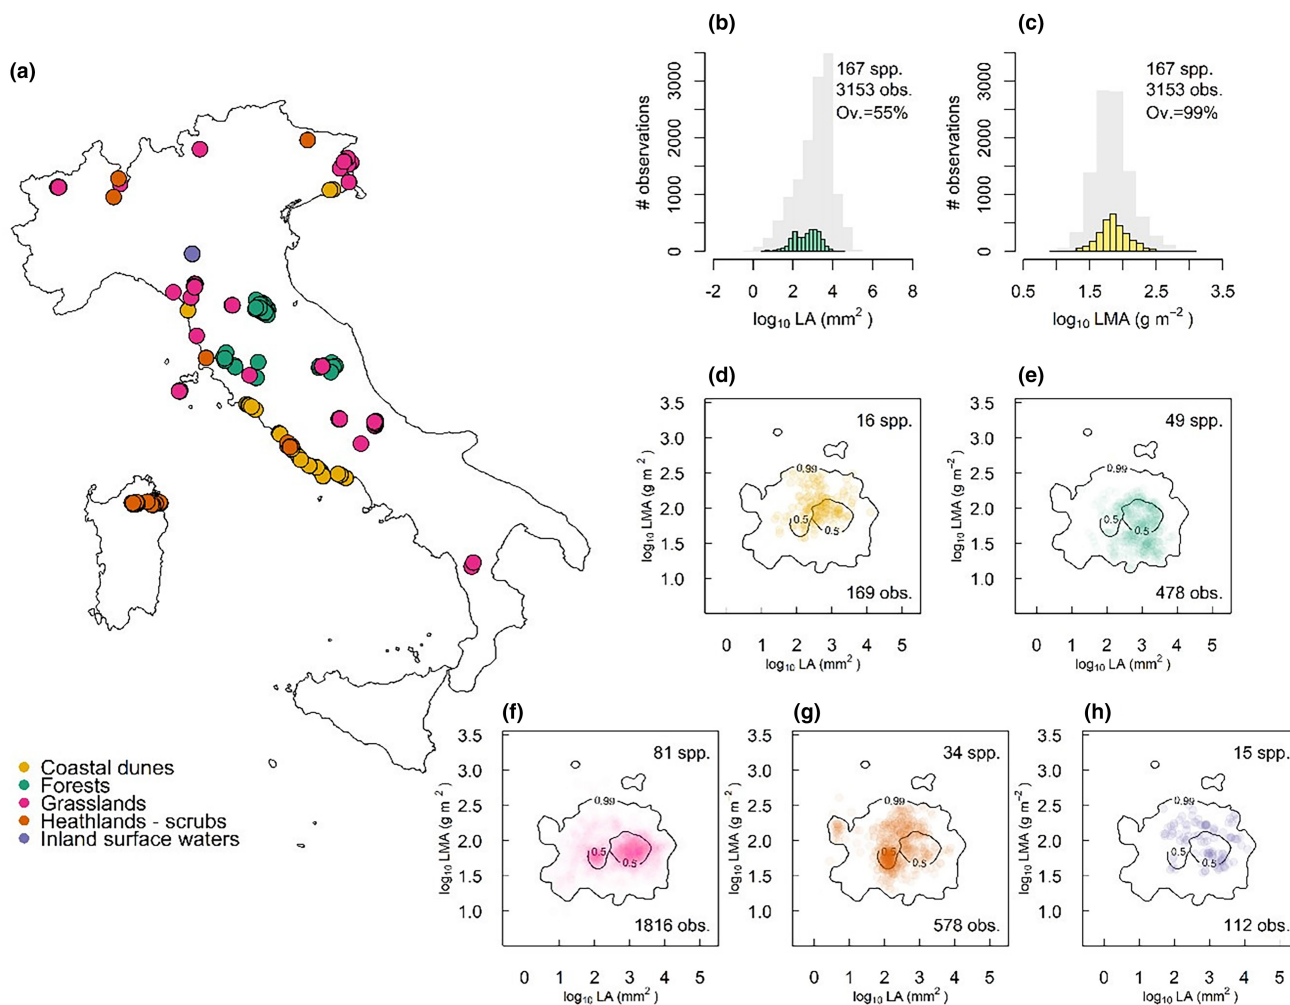 (a)
Coastal dunes
Forests
Grasslands
Heathlands - scrubs
Inland surface waters
(b)
# observations
3000
2000
1000
0
167 spp.
3153 obs.
Ov.=55%
-2 0 2 4 6 8
log10 LA (mm2 )
(c)
# observations
3000
2000
1000
0
167 spp.
3153 obs.
Ov.=99%
0.5 1.5 2.5 3.5
log10 LMA (g m−2 )
(d)
log10 LMA (g m-2)
3.5
3.0
2.5
2.0
1.5
1.0
16 spp.
0.99
0.5
0.5
169 obs.
0 1 2 3 4 5
log10 LA (mm2)
(e)
log10 LMA (g m−2)
3.5
3.0
2.5
2.0
1.5
1.0
49 spp.
0.99
0.5
0.5
478 obs.
0 1 2 3 4 5
log10 LA (mm2)
(f)
log10 LMA (g m-2)
3.5
3.0
2.5
2.0
1.5
1.0
81 spp.
0.99
0.5
0.5
1816 obs.
0 1 2 3 4 5
log10 LA (mm2)
(g)
log10 LMA (g m-2)
3.5
3.0
2.5
2.0
1.5
1.0
34 spp.
0.99
0.5
0.5
578 obs.
0 1 2 3 4 5
log10 LA (mm2)
(h)
log10 LMA (g m−2)
3.5
3.0
2.5
2.0
1.5
1.0
15 spp.
0.99
0.5
0.5
112 obs.
0 1 2 3 4 5
log10 LA (mm2)